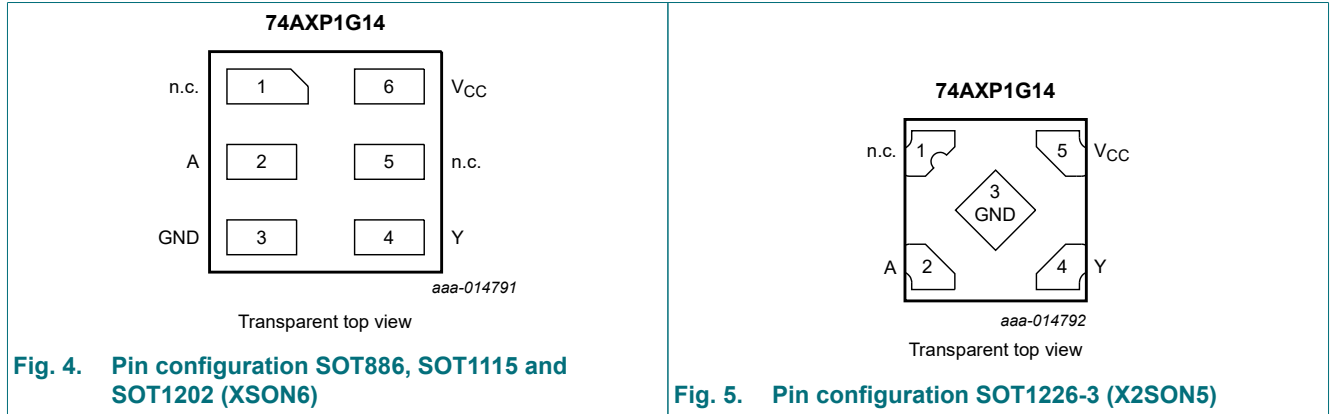 74AXP1G14
n.c. 1 6 VCC
A 2 5 n.c.
GND 3 4 Y
aaa-014791
Transparent top view
Fig. 4. Pin configuration SOT886, SOT1115 and
SOT1202 (XSON6)
74AXP1G14
n.c. 1 5 VCC
3
GND
A 2 4 Y
aaa-014792
Transparent top view
Fig. 5. Pin configuration SOT1226-3 (X2SON5)